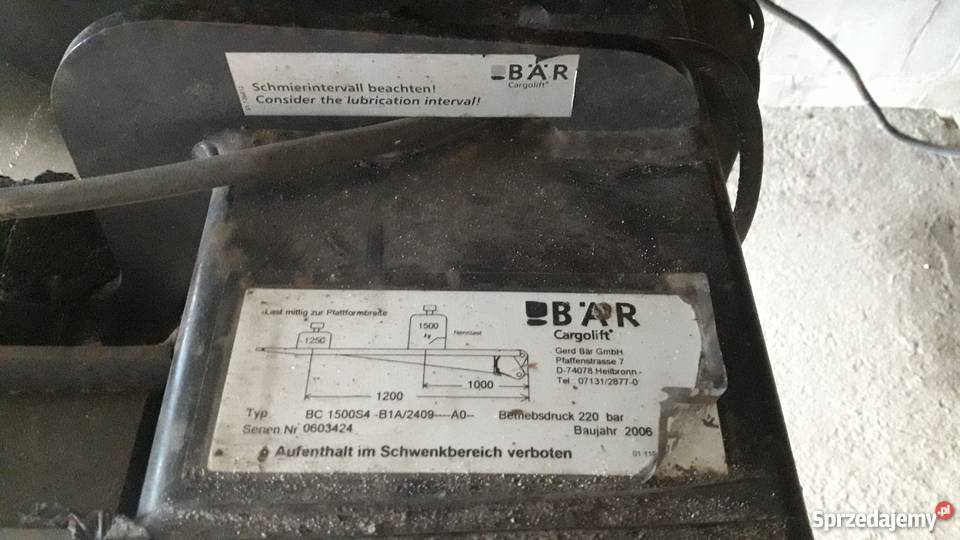 BÄR
Cargolift
Schmierintervall beachten!
Consider the lubrication interval!
Last mittig zur Plattformbreite
BÄR
Cargolift
1250
1500
kg
Nennlast
Gerd Bär GmbH
Pfaffenstrasse 7
D-74078 Heilbronn
Tel. 07131/2877-0
1000
1200
Typ BC 1500S4 -B1A/2409----A0-- Betriebsdruck 220 bar
Serien.Nr 0603424 Baujahr 2006
Aufenthalt im Schwenkbereich verboten
Sprzedajemy.pl